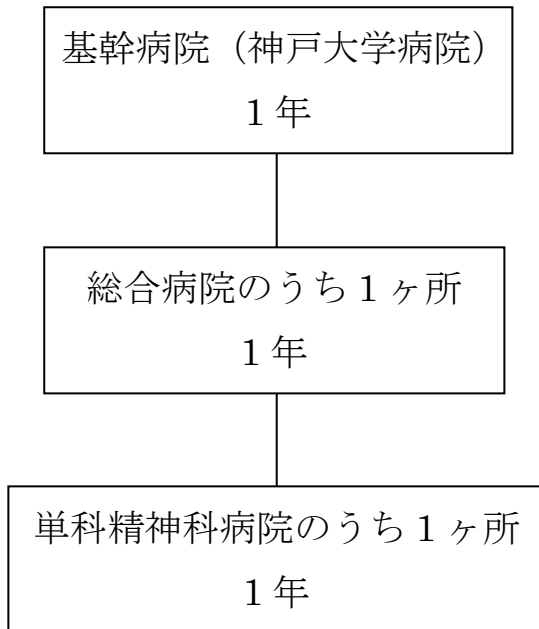 基幹病院（神戸大学病院）
1 年
総合病院のうち 1 ヶ所
1 年
単科精神科病院のうち 1 ヶ所
1 年